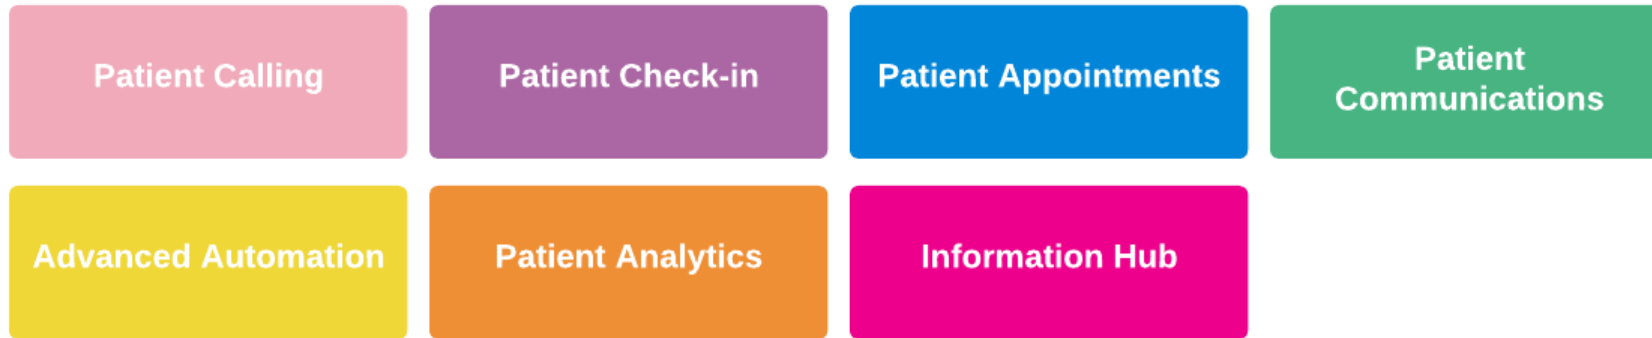 Patient Calling
Patient Check-in
Patient Appointments
Patient
Communications
Advanced Automation
Patient Analytics
Information Hub